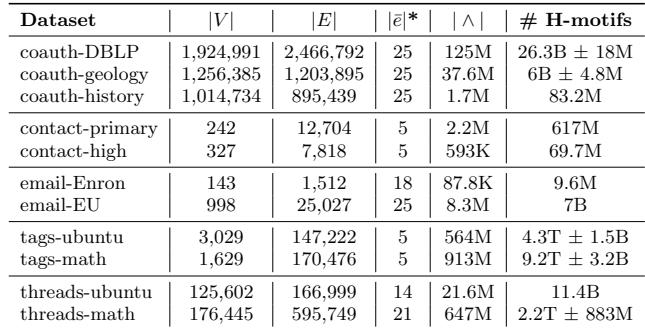 Dataset |V| |E| |ē|* |∧| # H-motifs
coauth-DBLP 1,924,991 2,466,792 25 125M 26.3B ± 18M
coauth-geology 1,256,385 1,203,895 25 37.6M 6B ± 4.8M
coauth-history 1,014,734 895,439 25 1.7M 83.2M
contact-primary 242 12,704 5 2.2M 617M
contact-high 327 7,818 5 593K 69.7M
email-Enron 143 1,512 18 87.8K 9.6M
email-EU 998 25,027 25 8.3M 7B
tags-ubuntu 3,029 147,222 5 564M 4.3T ± 1.5B
tags-math 1,629 170,476 5 913M 9.2T ± 3.2B
threads-ubuntu 125,602 166,999 14 21.6M 11.4B
threads-math 176,445 595,749 21 647M 2.2T ± 883M